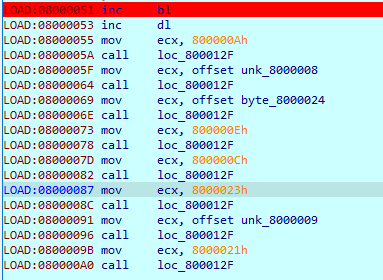 LOAD:08000051 inc bl
LOAD:08000053 inc dl
LOAD:08000055 mov ecx, 800000Ah
LOAD:0800005A call loc_800012F
LOAD:0800005F mov ecx, offset unk_8000008
LOAD:08000064 call loc_800012F
LOAD:08000069 mov ecx, offset byte_8000024
LOAD:0800006E call loc_800012F
LOAD:08000073 mov ecx, 800000Eh
LOAD:08000078 call loc_800012F
LOAD:0800007D mov ecx, 800000Ch
LOAD:08000082 call loc_800012F
LOAD:08000087 mov ecx, 8000023h
LOAD:0800008C call loc_800012F
LOAD:08000091 mov ecx, offset unk_8000009
LOAD:08000096 call loc_800012F
LOAD:0800009B mov ecx, 8000021h
LOAD:080000A0 call loc_800012F